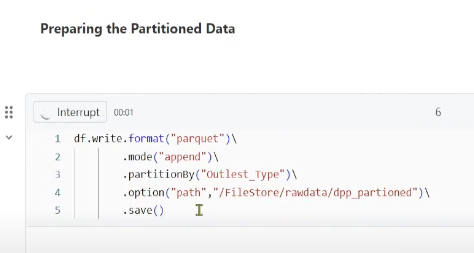 Preparing the Partitioned Data
Interrupt 00:01 6
1 df.write.format("parquet")\
2 .mode("append")\
3 .partitionBy("Outlest_Type")\
4 .option("path","/FileStore/rawdata/dpp_partioned")\
5 .save()